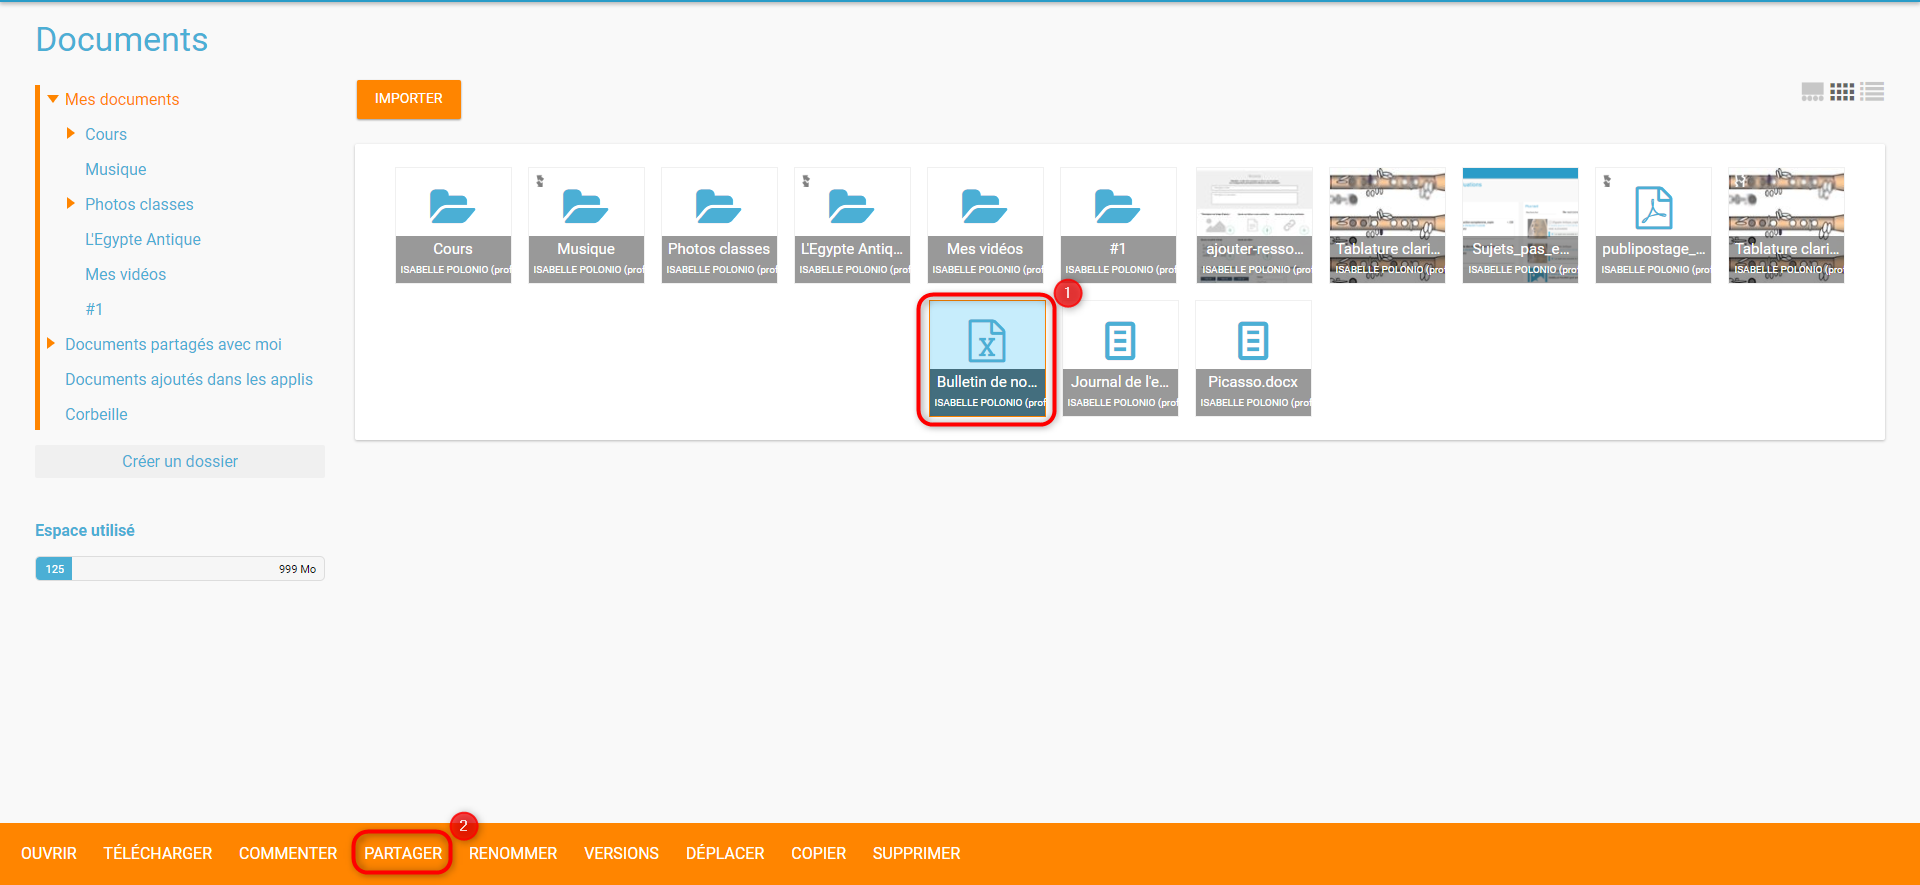 Documents
Mes documents
Cours
Musique
Photos classes
L'Egypte Antique
Mes vidéos
#1
Documents partagés avec moi
Documents ajoutés dans les applis
Corbeille
Créer un dossier
Espace utilisé
125 999 Mo
IMPORTER
Cours Musique Photos classes L'Egypte Antiq... Mes vidéos #1 ajouter-resso... Tablature clari... Sujets_pas_e... publipostage_... Tablature clari...
ISABELLE POLONIO (prof ISABELLE POLONIO (prof ISABELLE POLONIO (prof ISABELLE POLONIO (prof ISABELLE POLONIO (prof ISABELLE POLONIO (prof ISABELLE POLONIO (pro ISABELLE POLONIO (pro ISABELLE POLONIO (pro ISABELLE POLONIO (pro ISABELLE POLONIO (pro
1
X
Bulletin de no... Journal de l'e... Picasso.docx
ISABELLE POLONIO (prof ISABELLE POLONIO (prof ISABELLE POLONIO (prof
2
OUVRIR TÉLÉCHARGER COMMENTER PARTAGER RENOMMER VERSIONS DÉPLACER COPIER SUPPRIMER